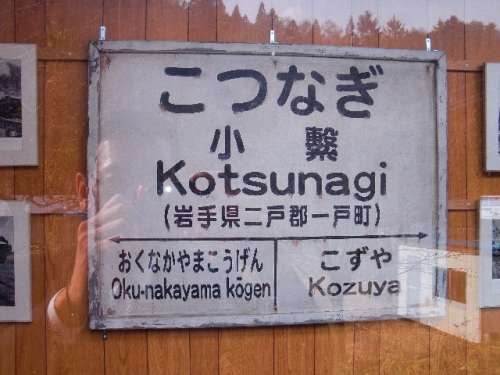 こつなぎ
小繋
Kotsunagi
(岩手県二戸郡一戸町)
おくなかやまこうげん こずや
Oku-nakayama kōgen Kozuya